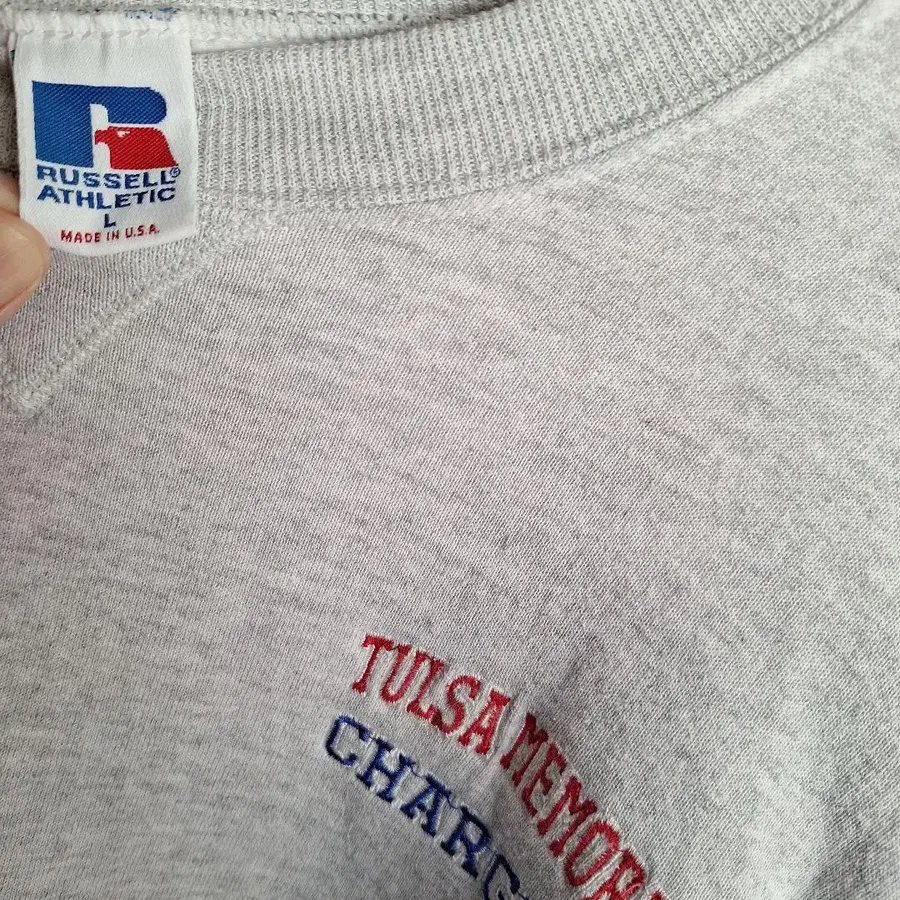 RUSSELL®
ATHLETIC
L
MADE IN U.S.A.
TULSA MEMOR
CHARG